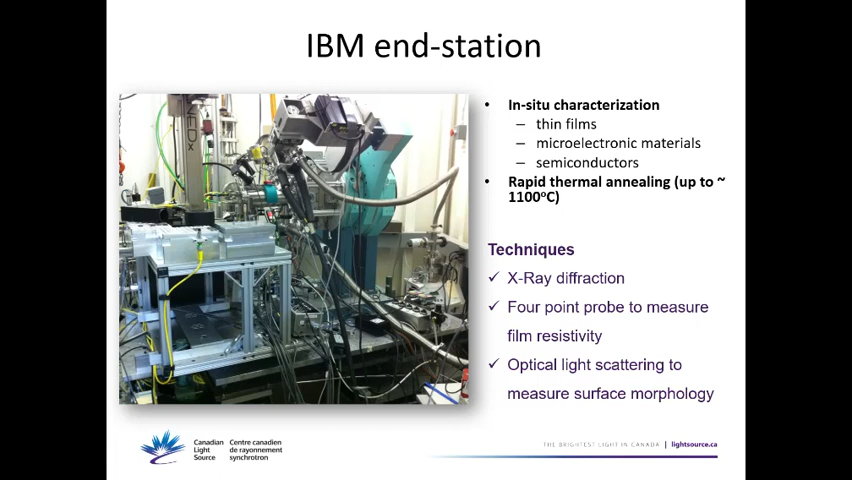 IBM end-station
• In-situ characterization
– thin films
– microelectronic materials
– semiconductors
• Rapid thermal annealing (up to ~
1100°C)
Techniques
✓ X-Ray diffraction
✓ Four point probe to measure
film resistivity
✓ Optical light scattering to
measure surface morphology
Canadian Centre canadien
Light de rayonnement
Source synchrotron
THE BRIGHTEST LIGHT IN CANADA | lightsource.ca